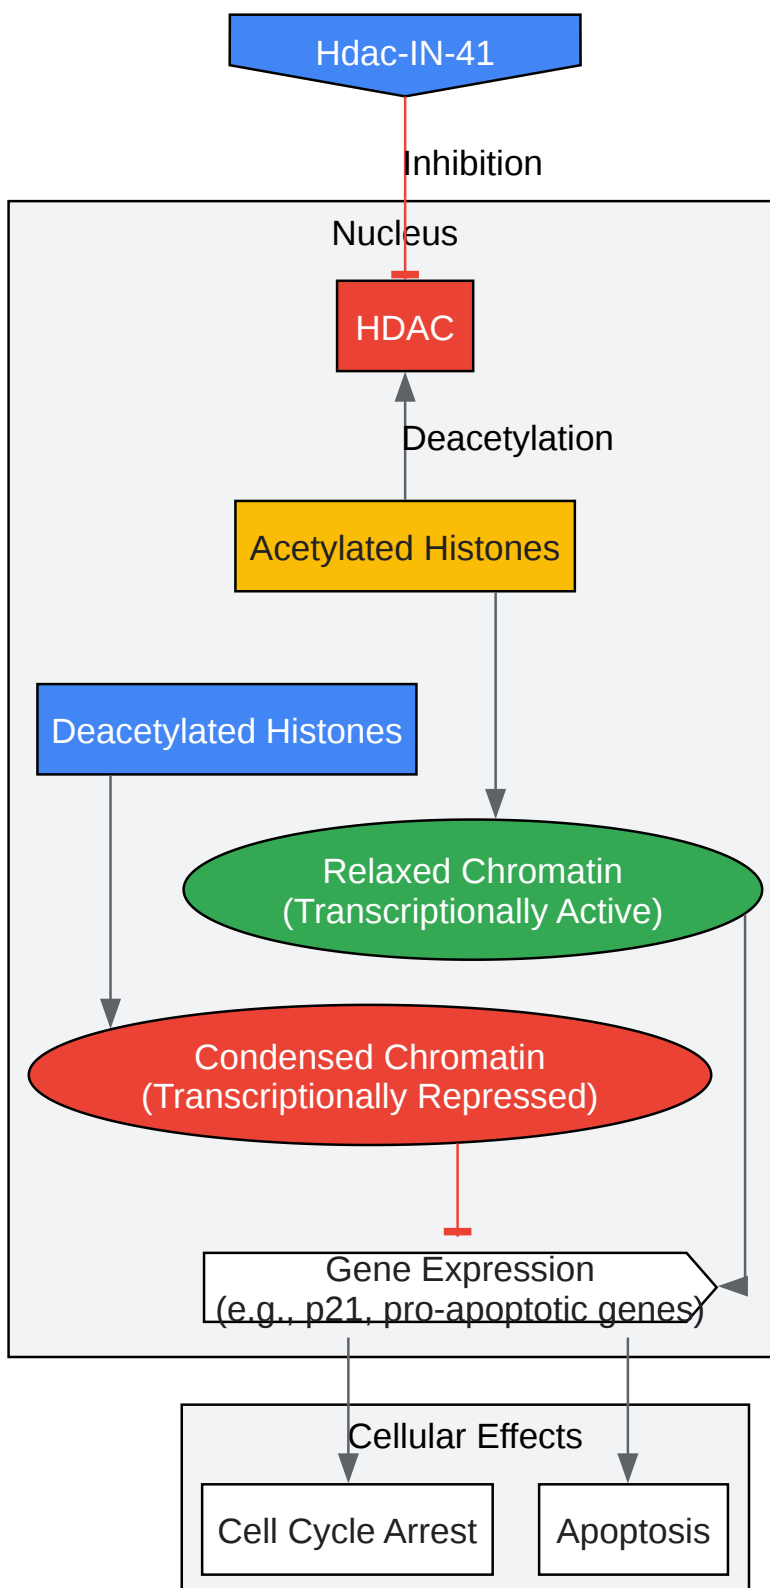 Hdac-IN-41
Inhibition
Nucleus
HDAC
Deacetylation
Acetylated Histones
Deacetylated Histones
Relaxed Chromatin
(Transcriptionally Active)
Condensed Chromatin
(Transcriptionally Repressed)
Gene Expression
(e.g., p21, pro-apoptotic genes)
Cellular Effects
Cell Cycle Arrest
Apoptosis